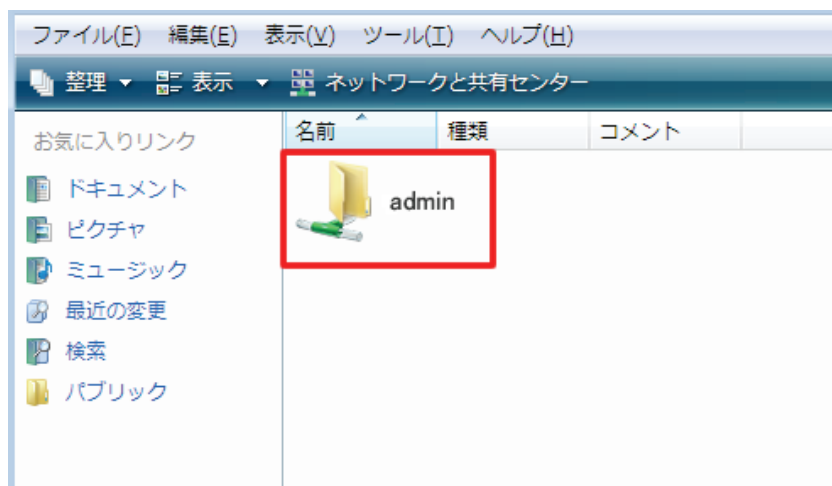 ファイル(F) 編集(E) 表示(V) ツール(T) ヘルプ(H)
整理 表示 ネットワークと共有センター
お気に入りリンク
名前 種類 コメント
ドキュメント
admin
ピクチャ
ミュージック
最近の変更
検索
パブリック